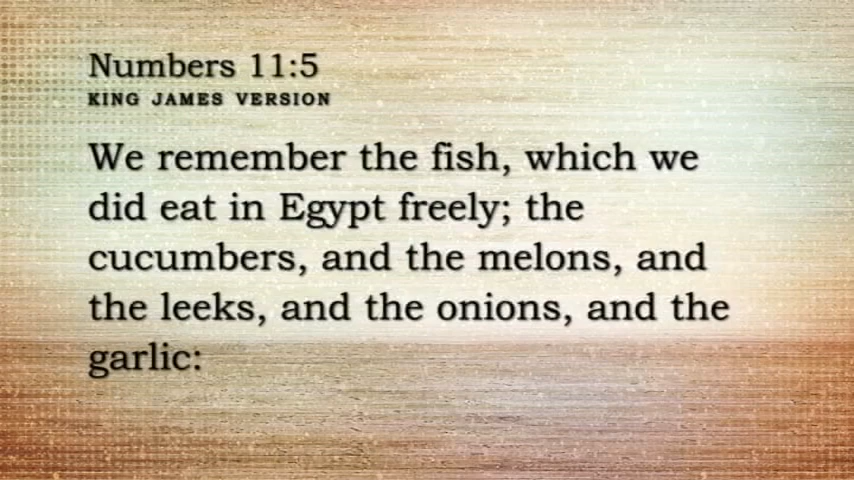 Numbers 11:5
KING JAMES VERSION
We remember the fish, which we
did eat in Egypt freely; the
cucumbers, and the melons, and
the leeks, and the onions, and the
garlic: